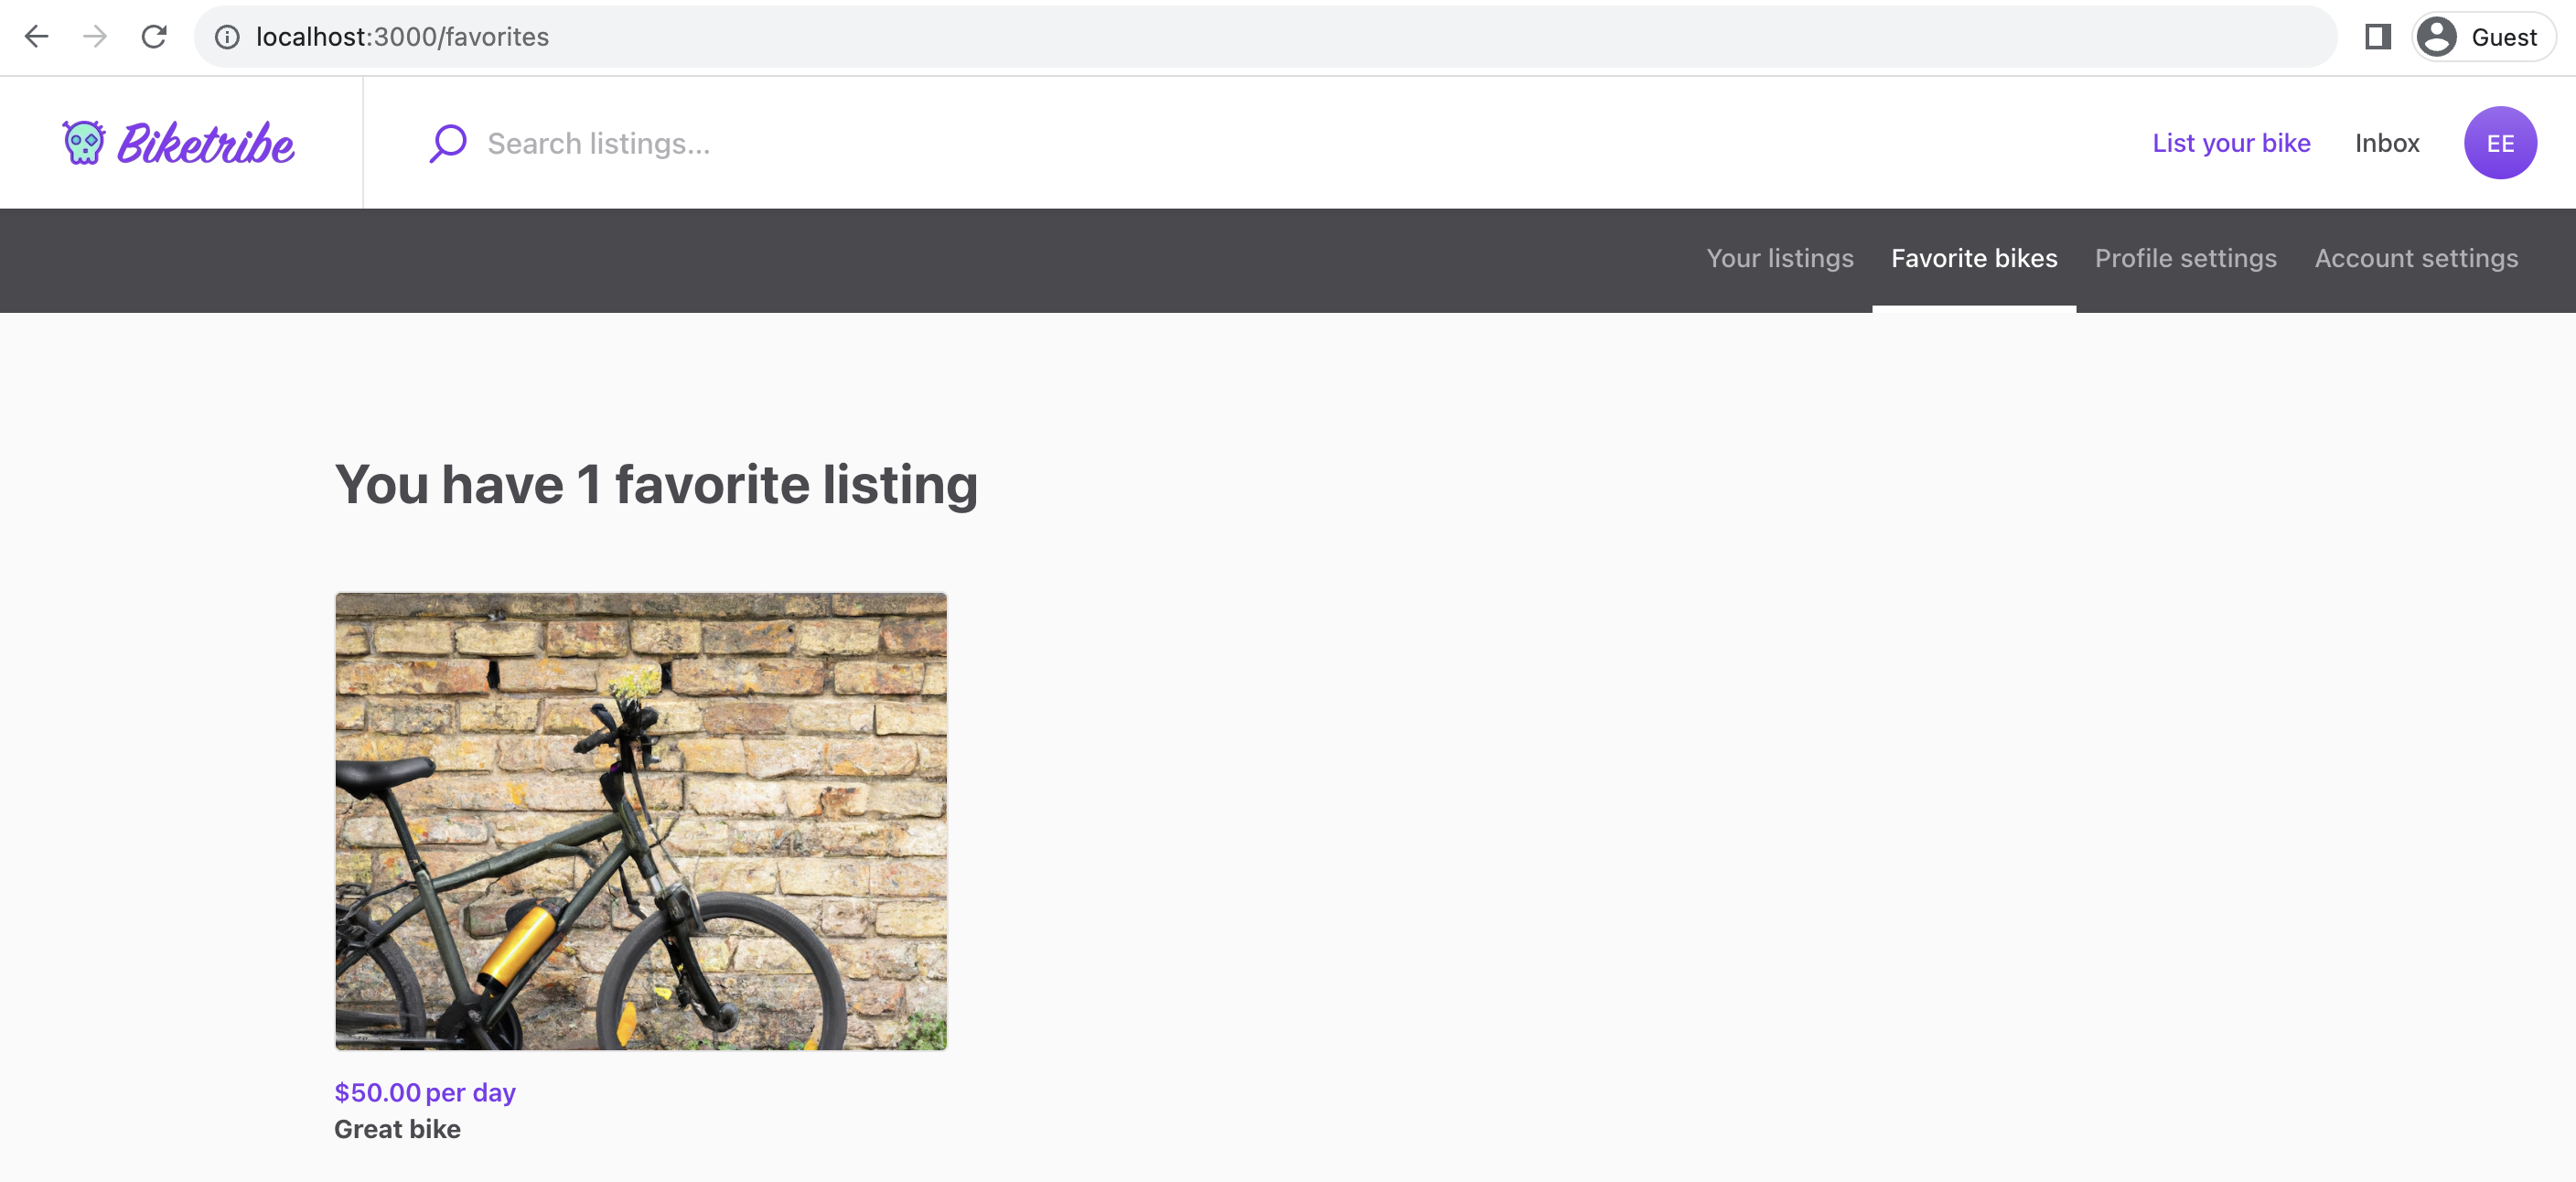 localhost:3000/favorites
Guest
Biketribe
Search listings...
List your bike
Inbox
EE
Your listings
Favorite bikes
Profile settings
Account settings
You have 1 favorite listing
$50.00 per day
Great bike